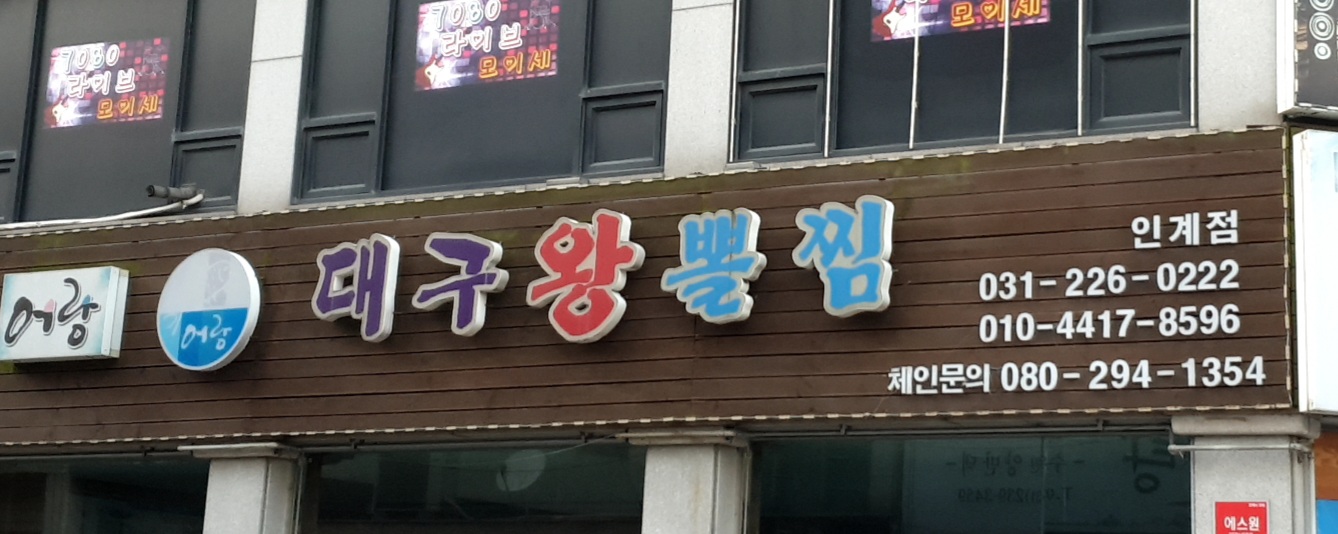 7080
라이브
모이세
7080
라이브
모이세
모이세
어랑
어랑
대구왕뽈찜
인계점
031-226-0222
010-4417-8596
체인문의 080-294-1354
에스원